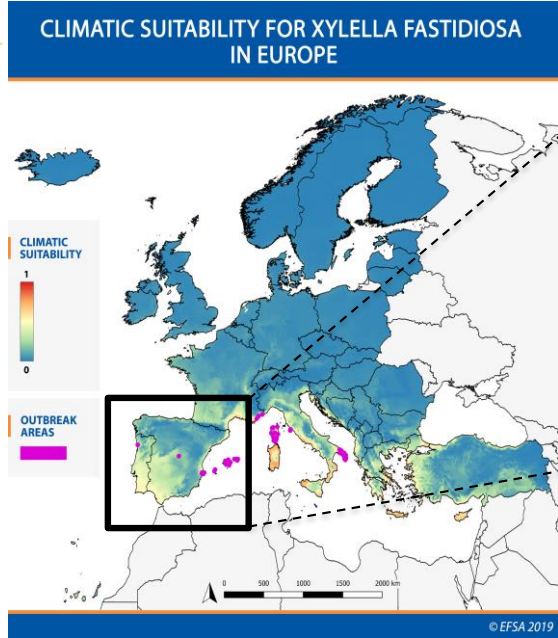 CLIMATIC SUITABILITY FOR XYLELLA FASTIDIOSA
IN EUROPE
CLIMATIC
SUITABILITY
1
0
OUTBREAK
AREAS
0 500 1000 1500 2000 km
© EFSA 2019